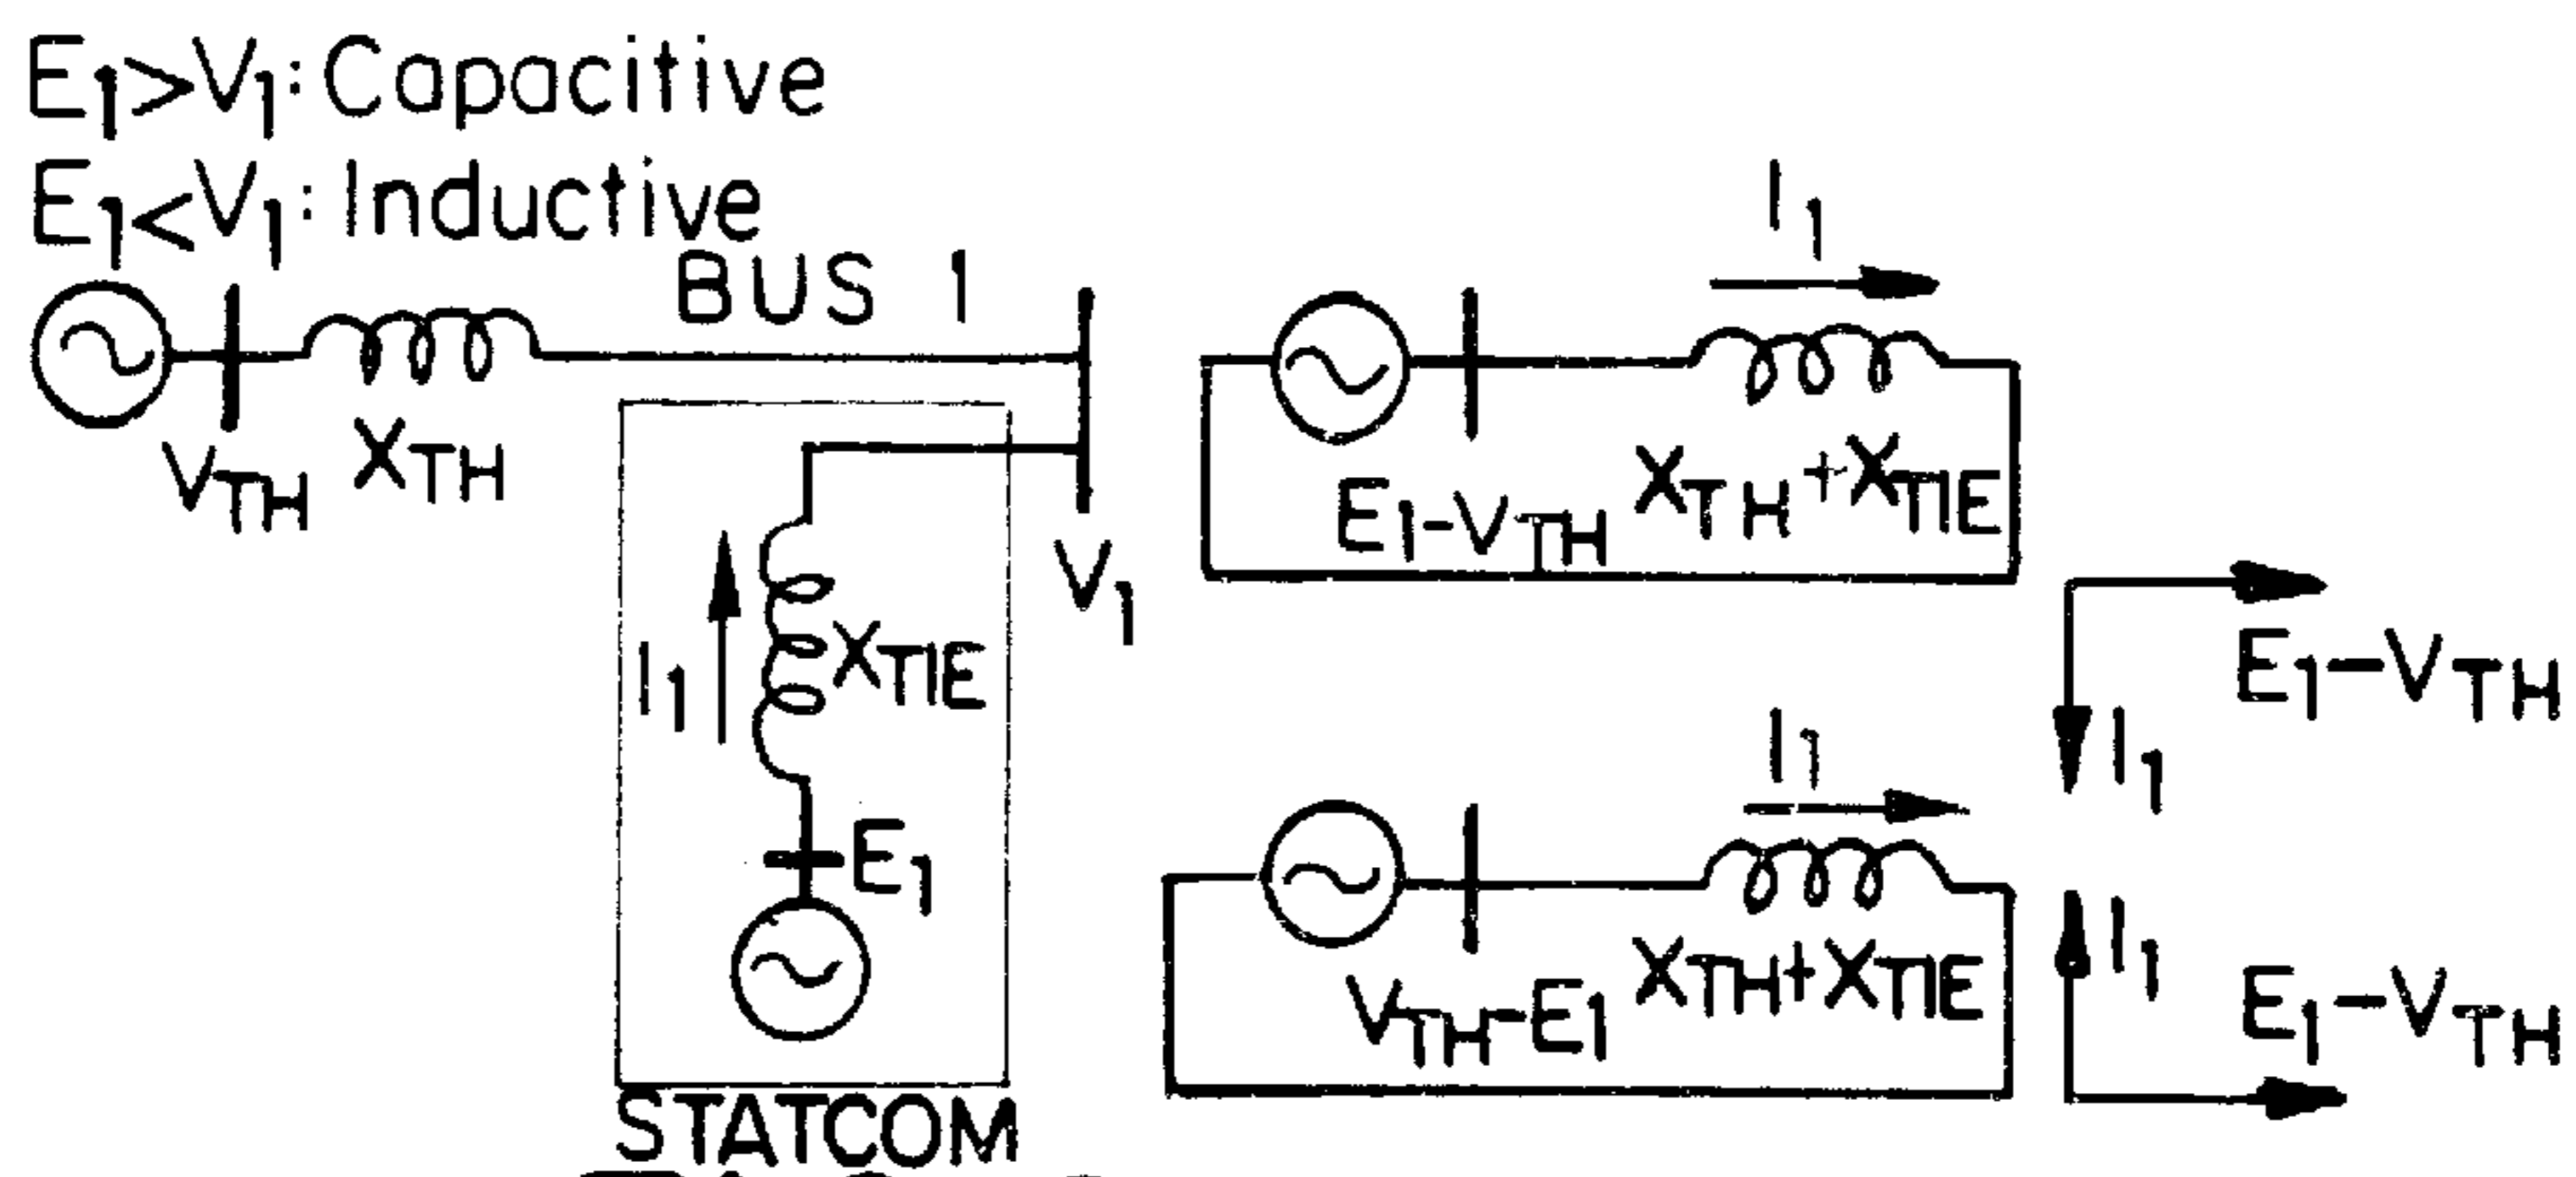 E1>V1: Capacitive
E1<V1: Inductive
BUS 1
VTH
XTH
V1
I1
XTIE
E1
STATCOM
I1
E1-VTH
XTH+XTIE
E1-VTH
I1
I1
VTH-E1
XTH+XTIE
I1
E1-VTH